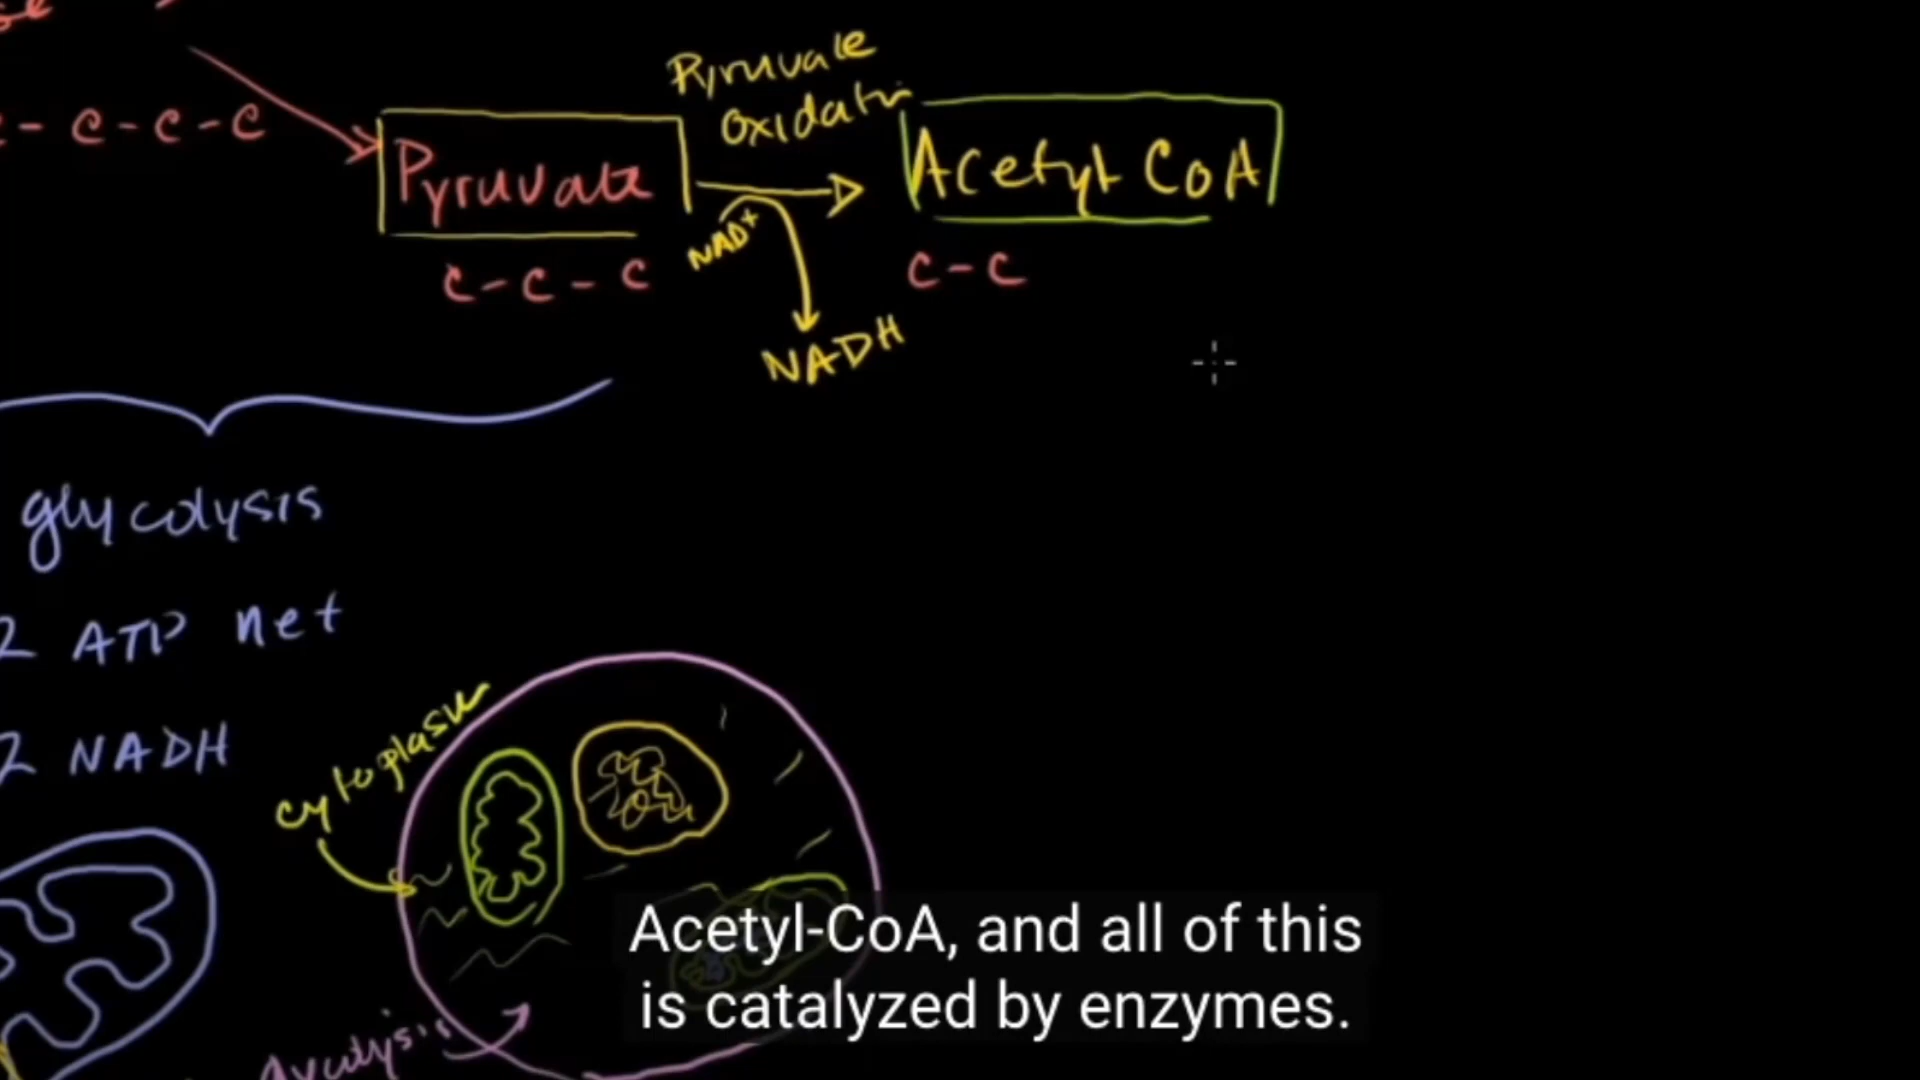 Pyruvate
Oxidatin
C - C - C
Pyruvate
Acetyl CoA
NAD+
C - C - C
C - C
NADH
glycolysis
2 ATP net
2 NADH
cytoplasm
Acetyl-CoA, and all of this
is catalyzed by enzymes.